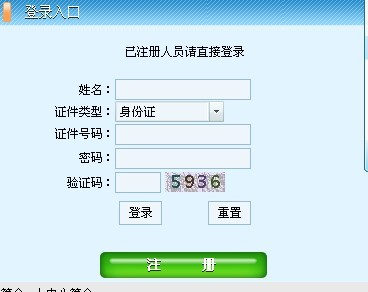 登录入口
已注册人员请直接登录
姓名：
证件类型： 身份证
证件号码：
密码：
验证码： 5936
登录 重置
注 册